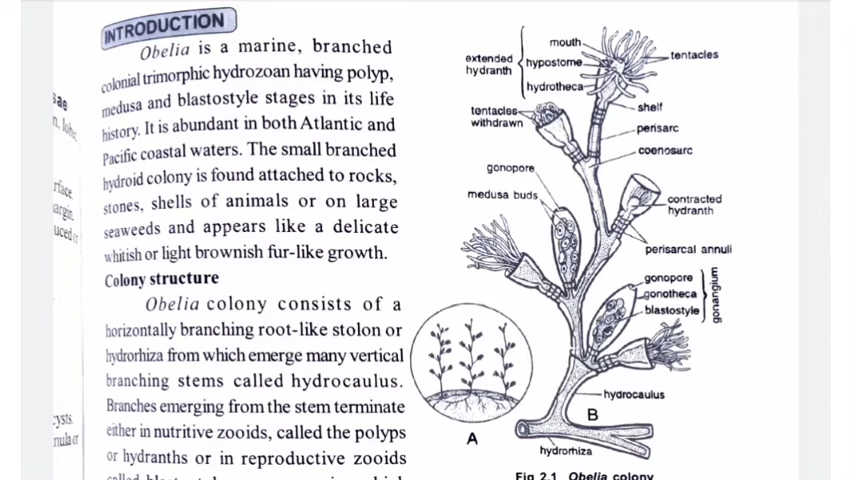 INTRODUCTION
Obelia is a marine, branched
colonial trimorphic hydrozoan having polyp,
medusa and blastostyle stages in its life
history. It is abundant in both Atlantic and
Pacific coastal waters. The small branched
hydroid colony is found attached to rocks,
stones, shells of animals or on large
seaweeds and appears like a delicate
whitish or light brownish fur-like growth.
Colony structure
Obelia colony consists of a
horizontally branching root-like stolon or
hydrorhiza from which emerge many vertical
branching stems called hydrocaulus.
Branches emerging from the stem terminate
either in nutritive zooids, called the polyps
or hydranths or in reproductive zooids
mouth
extended
hydranth
hypostome
hydrotheca
tentacles
tentacles
withdrawn
shelf
perisarc
coenosarc
gonopore
medusa buds
contracted
hydranth
perisarcal annuli
gonopore
gonotheca
blastostyle
gonangium
hydrocaulus
A
B
hydrorhiza
Fig 2.1 Obelia colony